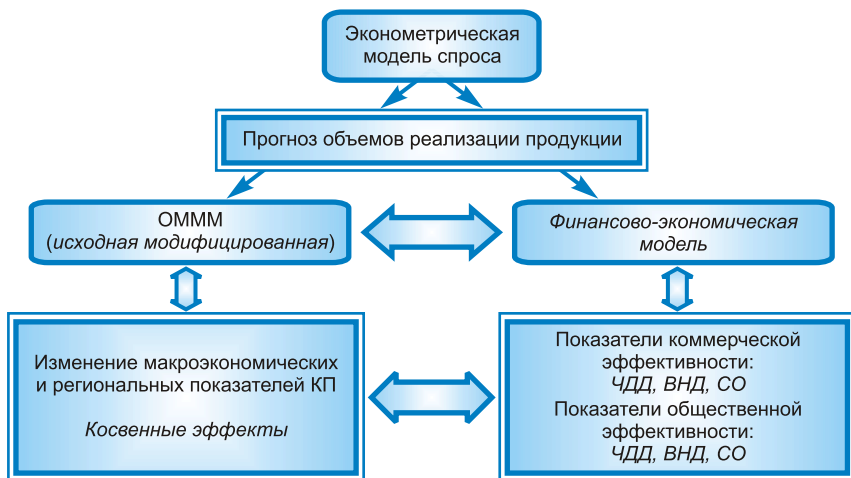 Эконометрическая
модель спроса
Прогноз объемов реализации продукции
ОМММ
(исходная модифицированная)
Финансово-экономическая
модель
Изменение макроэкономических
и региональных показателей КП
Косвенные эффекты
Показатели коммерческой
эффективности:
ЧДД, ВНД, СО
Показатели общественной
эффективности:
ЧДД, ВНД, СО